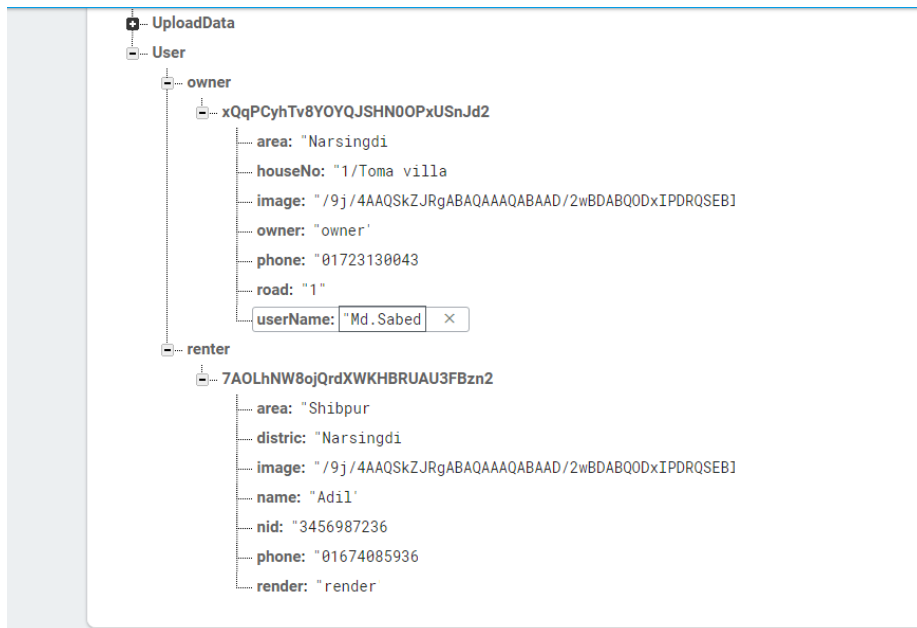 UploadData
User
owner
xQqPCyhTv8YOYQJSHN0OPxUSnJd2
area: "Narsingdi
houseNo: "1/Toma villa
image: "/9j/4AAQSkZJRgABAQAAAQABAAD/2wBDABQODxIPDRQSEB]
owner: "owner'
phone: "01723130043
road: "1"
userName: "Md.Sabed ×
renter
7AOLhNW8ojQrdXWKHBRUAU3FBzn2
area: "Shibpur
distric: "Narsingdi
image: "/9j/4AAQSkZJRgABAQAAAQABAAD/2wBDABQODxIPDRQSEB]
name: "Adil'
nid: "3456987236
phone: "01674085936
render: "render